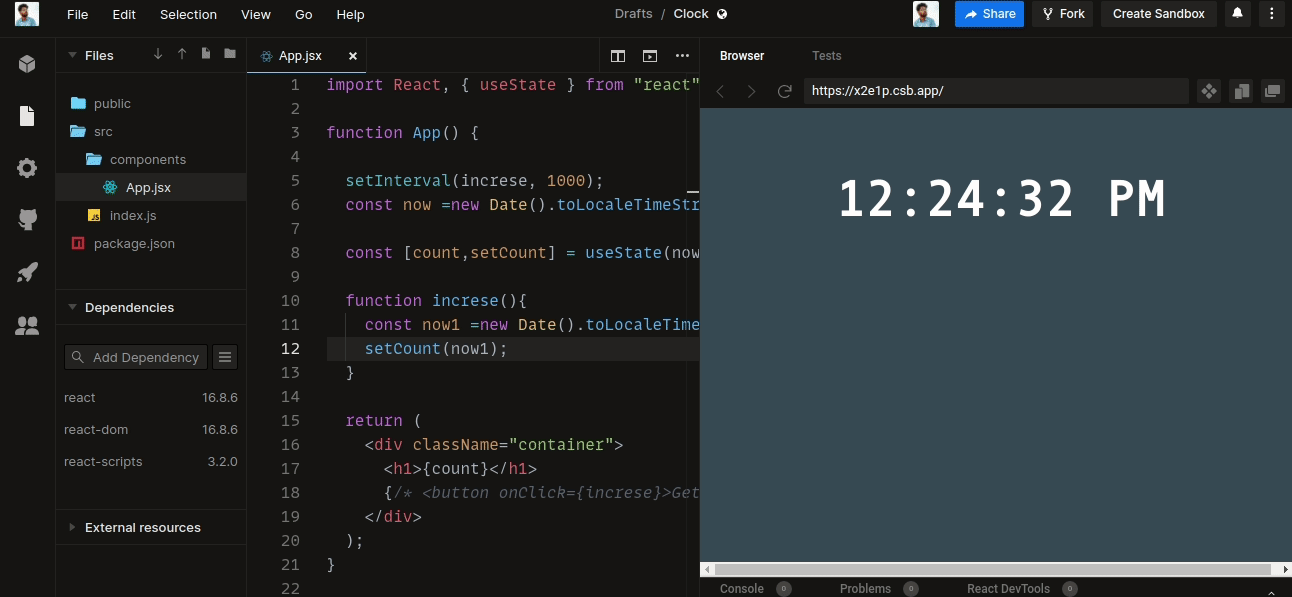 File Edit Selection View Go Help
Drafts / Clock
Share Fork Create Sandbox
Files
App.jsx
Browser Tests
https://x2e1p.csb.app/
public
src
components
App.jsx
index.js
package.json
Dependencies
Add Dependency
react 16.8.6
react-dom 16.8.6
react-scripts 3.2.0
External resources
1 import React, { useState } from "react"
2
3 function App() {
4
5 setInterval(increse, 1000);
6 const now =new Date().toLocaleTimeStr
7
8 const [count,setCount] = useState(now
9
10 function increse(){
11 const now1 =new Date().toLocaleTime
12 setCount(now1);
13 }
14
15 return (
16 <div className="container">
17 <h1>{count}</h1>
18 {/* <button onClick={increse}>Get
19 </div>
20 );
21 }
22
12:24:32 PM
Console 0 Problems 0 React DevTools 0